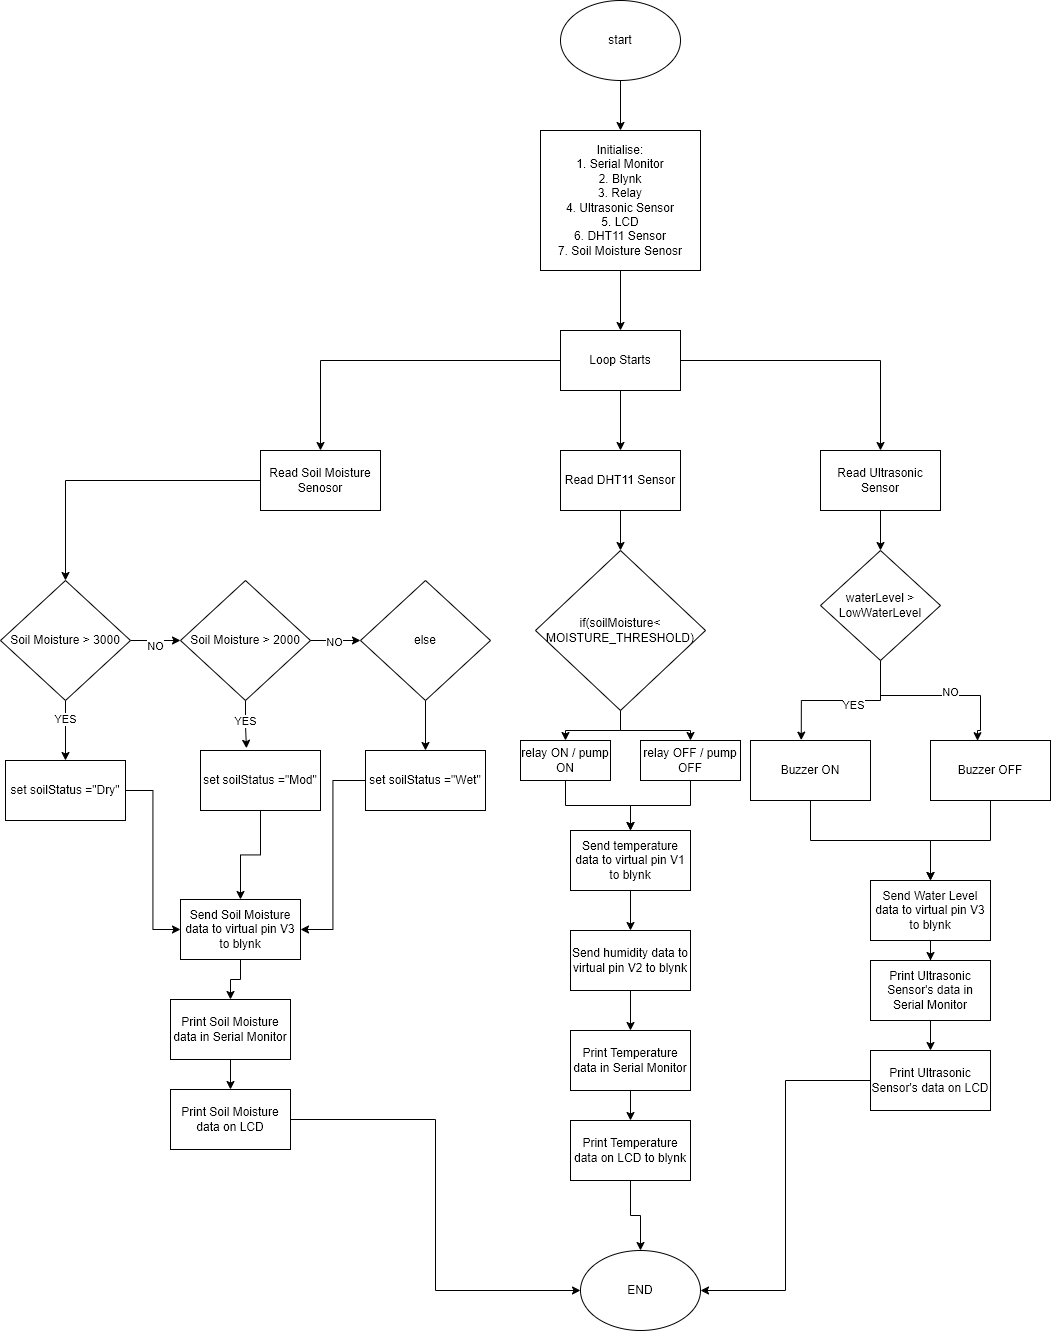 start
Initialise:
1. Serial Monitor
2. Blynk
3. Relay
4. Ultrasonic Sensor
5. LCD
6. DHT11 Sensor
7. Soil Moisture Senosr
Loop Starts
Read Soil Moisture
Senosor
Read DHT11 Sensor
Read Ultrasonic
Sensor
Soil Moisture > 3000
NO
Soil Moisture > 2000
NO
else
if(soilMoisture<
MOISTURE_THRESHOLD)
waterLevel >
LowWaterLevel
YES
YES
YES
NO
set soilStatus ="Dry"
set soilStatus ="Mod"
set soilStatus ="Wet"
relay ON / pump
ON
relay OFF / pump
OFF
Buzzer ON
Buzzer OFF
Send Soil Moisture
data to virtual pin V3
to blynk
Send temperature
data to virtual pin V1
to blynk
Send Water Level
data to virtual pin V3
to blynk
Send humidity data to
virtual pin V2 to blynk
Print Ultrasonic
Sensor's data in
Serial Monitor
Print Soil Moisture
data in Serial Monitor
Print Temperature
data in Serial Monitor
Print Ultrasonic
Sensor's data on LCD
Print Soil Moisture
data on LCD
Print Temperature
data on LCD to blynk
END